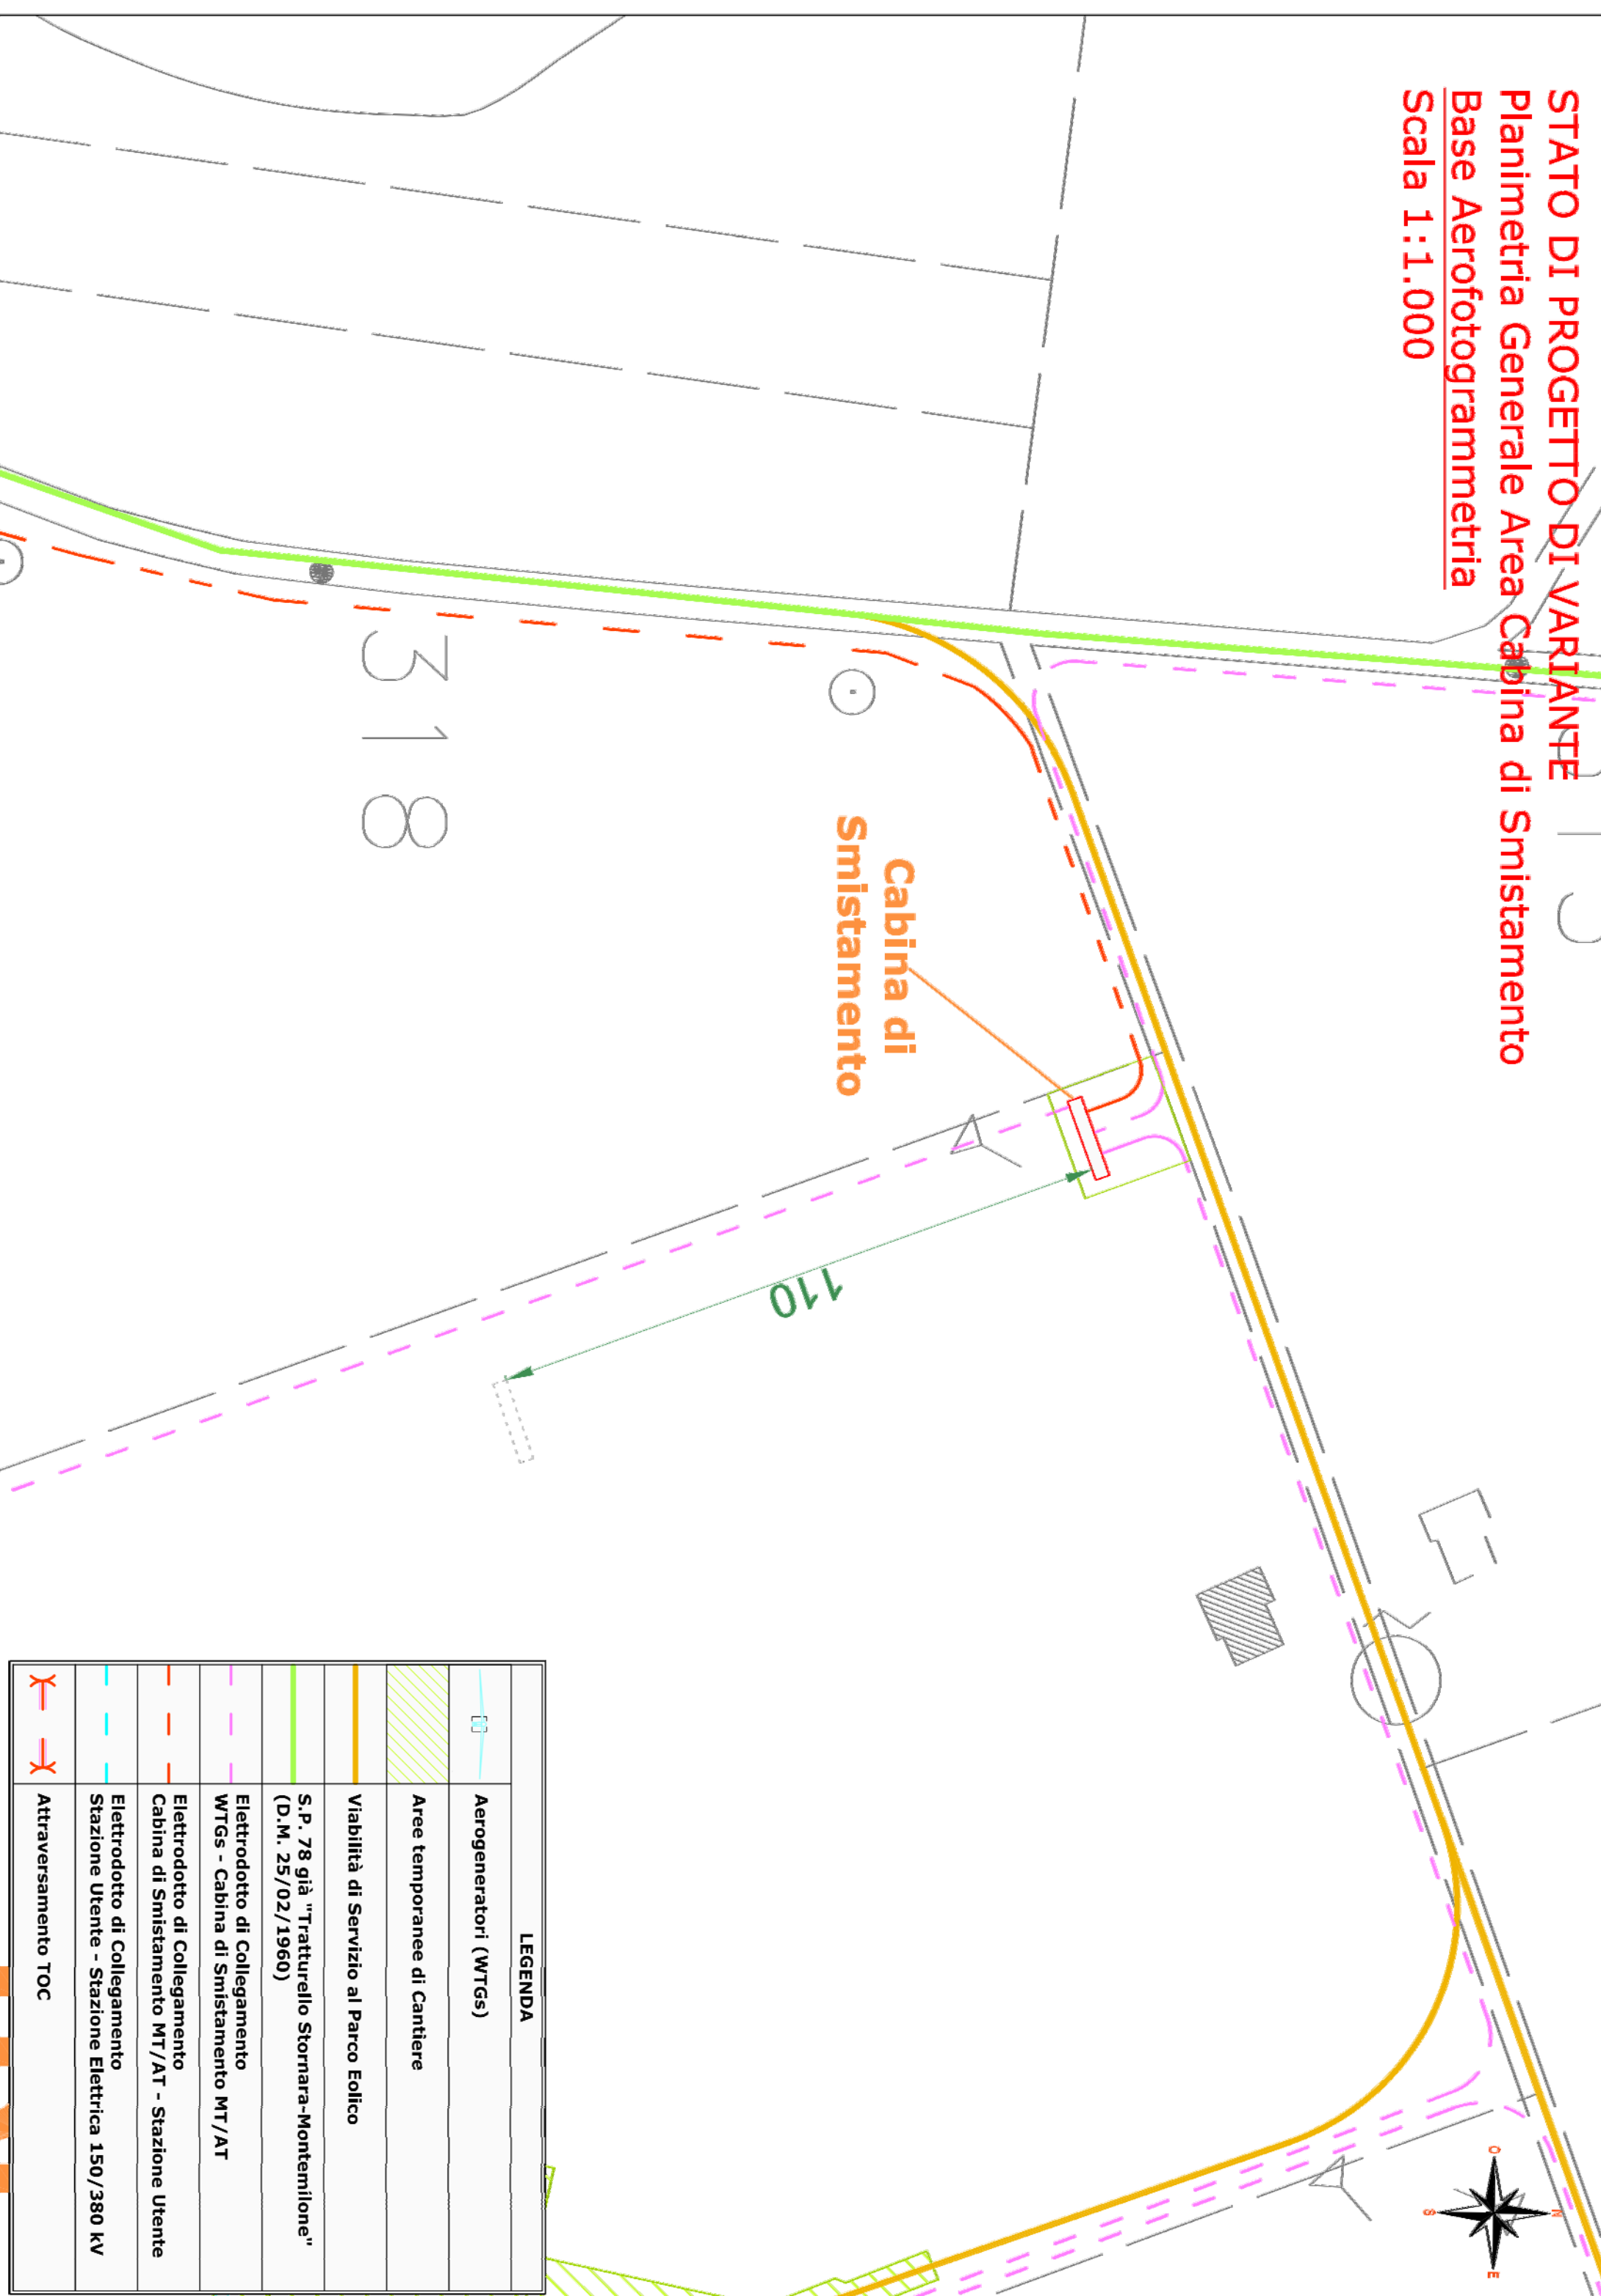 STATO DI PROGETTO DI VARIANTE
Planimetria Generale Area Cabina di Smistamento
Base Aerofotogrammetria
Scala 1:1.000
318
Cabina di
Smistamento
110
N
O
E
S
LEGENDA
Aerogeneratori (WTGs)
Aree temporanee di Cantiere
Viabilità di Servizio al Parco Eolico
S.P. 78 già "Tratturello Stornara-Montemilone"
(D.M. 25/02/1960)
Elettrodotto di Collegamento
WTGs - Cabina di Smistamento MT/AT
Elettrodotto di Collegamento
Cabina di Smistamento MT/AT - Stazione Utente
Elettrodotto di Collegamento
Stazione Utente - Stazione Elettrica 150/380 kV
Attraversamento TOC